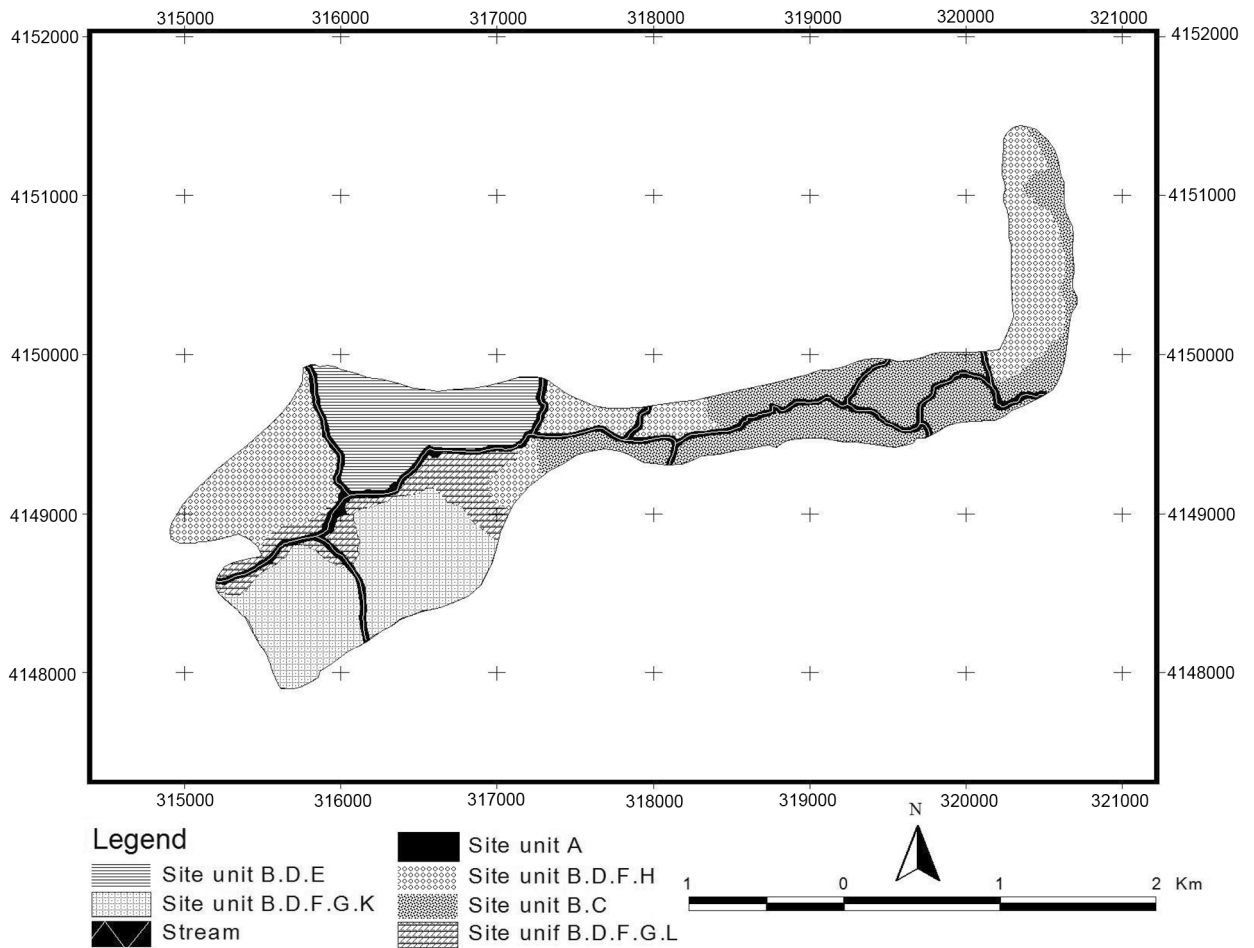 315000 316000 317000 318000 319000 320000 321000
4152000 4152000
4151000 4151000
4150000 4150000
4149000 4149000
4148000 4148000
315000 316000 317000 318000 319000 320000 321000
Legend
Site unit B.D.E
Site unit B.D.F.G.K
Stream
Site unit A
Site unit B.D.F.H
Site unit B.C
Site unif B.D.F.G.L
N
1 0 1 2 Km